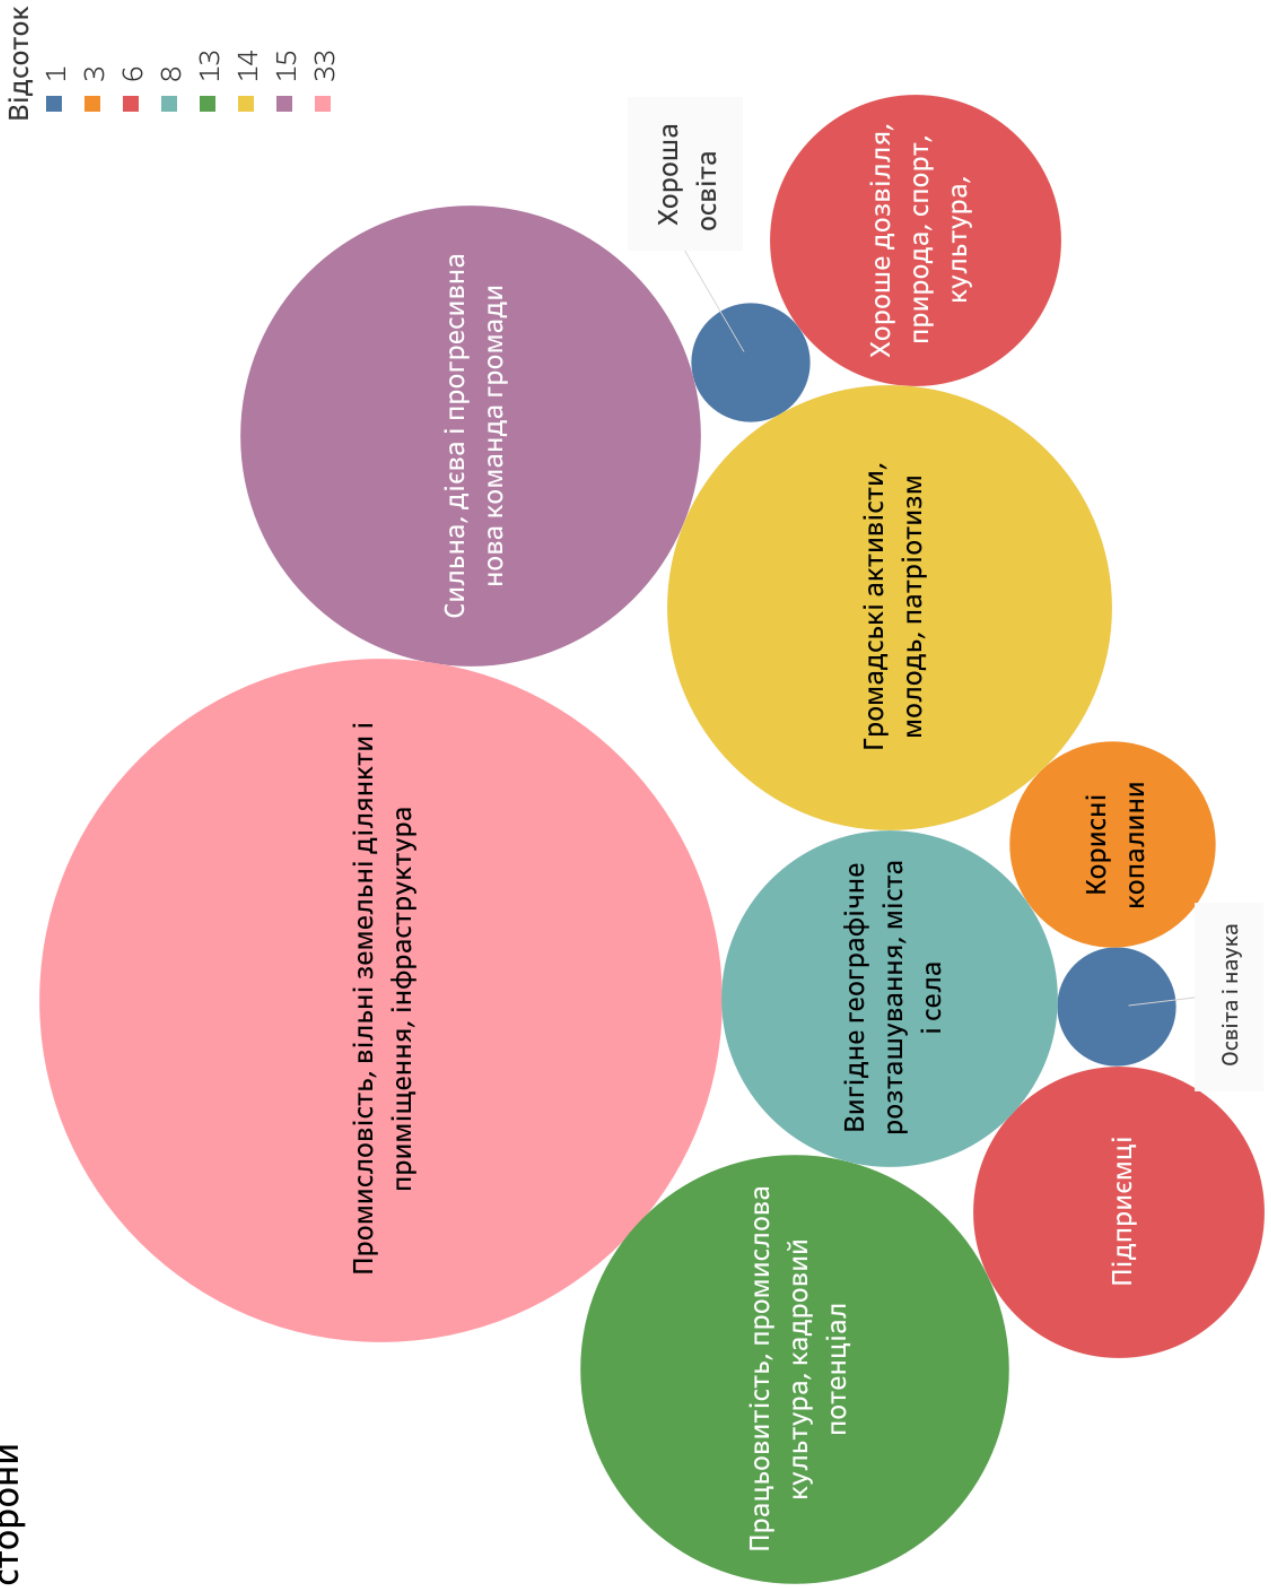 сторони
Відсоток
1
3
6
8
13
14
15
33
Промисловість, вільні земельні ділянкти і
приміщення, інфраструктура
Сильна, дієва і прогресивна
нова команда громади
Хороша
освіта
Хороше дозвілля,
природа, спорт,
культура,
Громадські активісти,
молодь, патріотизм
Вигідне географічне
розташування, міста
і села
Корисні
копалини
Освіта і наука
Працьовитість, промислова
культура, кадровий
потенціал
Підприємці